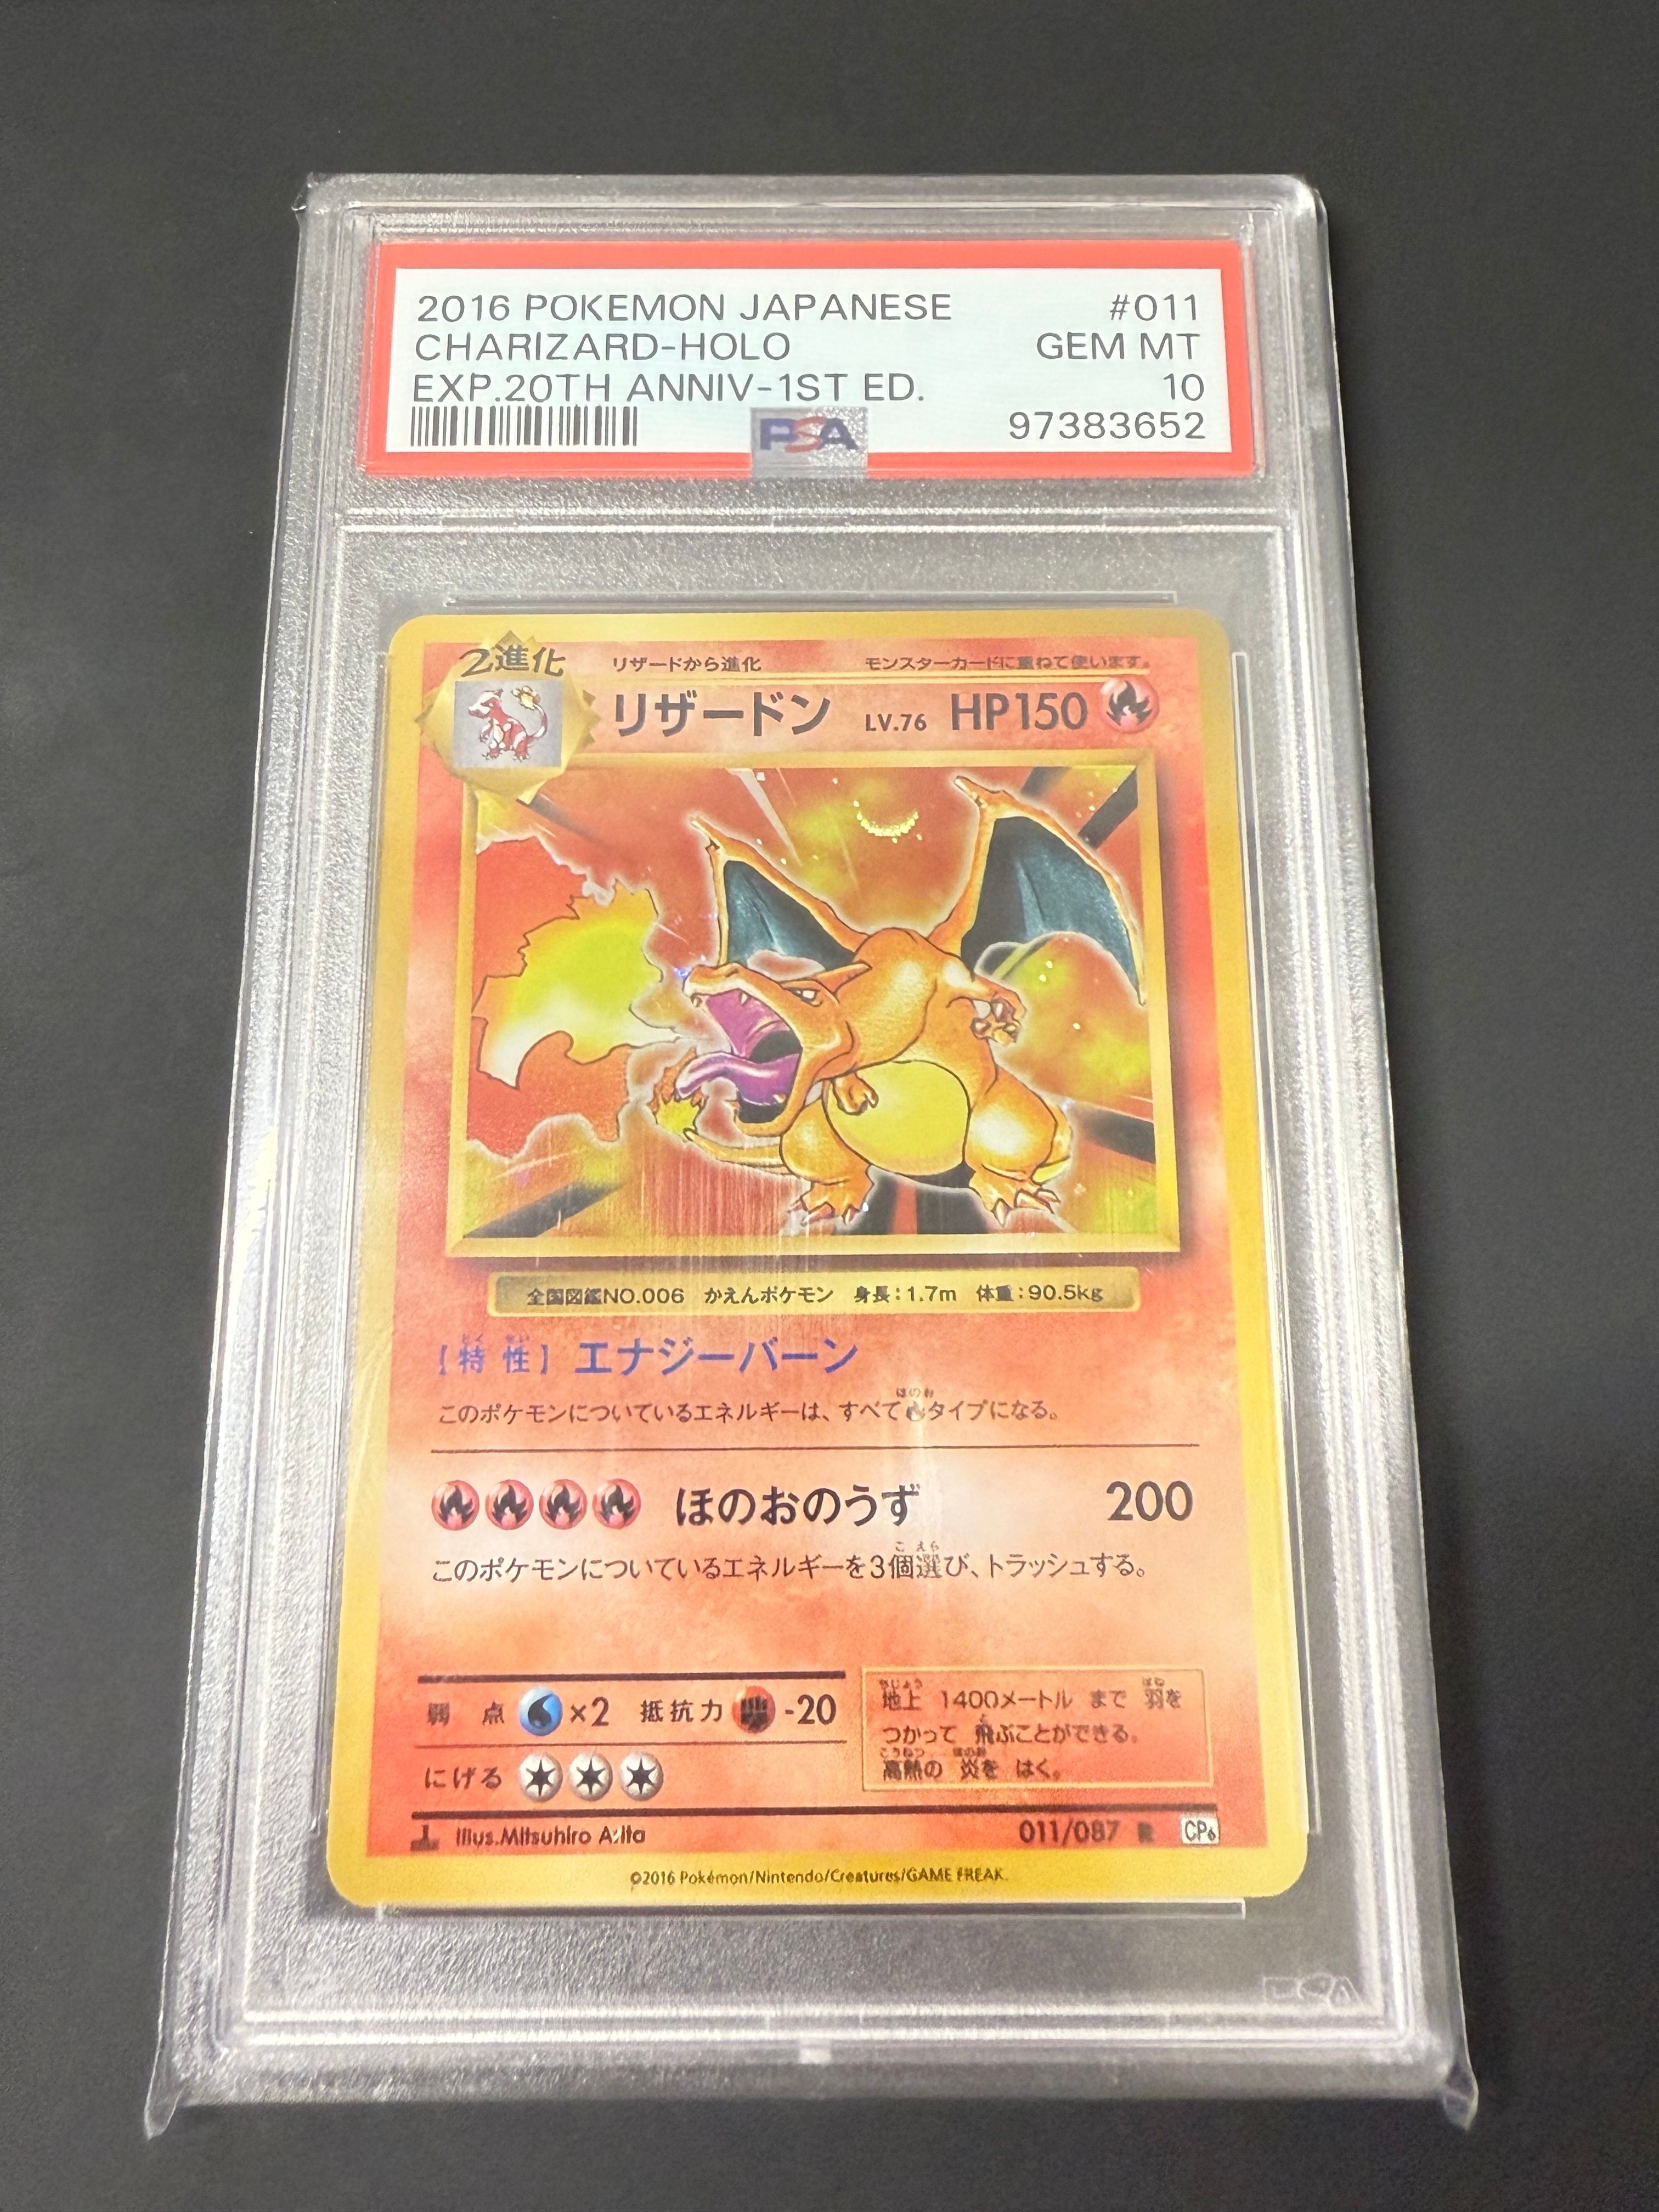 2016 POKEMON JAPANESE #011
CHARIZARD-HOLO GEM MT
EXP.20TH ANNIV-1ST ED. 10
PSA 97383652
2進化 リザードから進化 モンスターカードに重ねて使います。
リザードン LV.76 HP150
全国図鑑NO.006 かえんポケモン 身長:1.7m 体重:90.5kg
【特性】エナジーバーン
このポケモンについているエネルギーは、すべてタイプになる。
ほのおのうず 200
このポケモンについているエネルギーを3個選び、トラッシュする。
弱点 ×2 抵抗力 -20
にげる
地上 1400メートル まで 羽を
つかって 飛ぶことができる。
高熱の 炎を はく。
Illus.Mitsuhiro Arita 011/087 R CP6
©2016 Pokémon/Nintendo/Creatures/GAME FREAK.
PSA